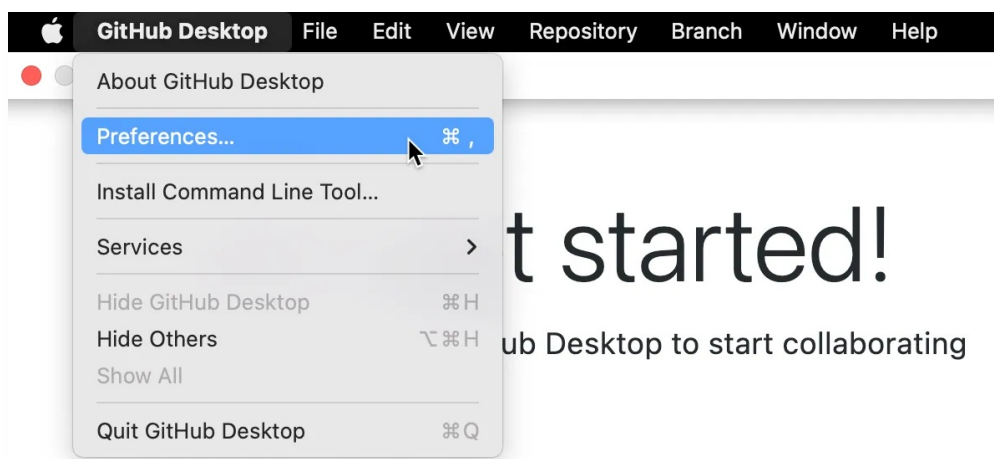 GitHub Desktop File Edit View Repository Branch Window Help
About GitHub Desktop
Preferences... ⌘ ,
Install Command Line Tool...
Services >
Hide GitHub Desktop ⌘H
Hide Others ⌥⌘H
Show All
Quit GitHub Desktop ⌘Q
t started!
ub Desktop to start collaborating